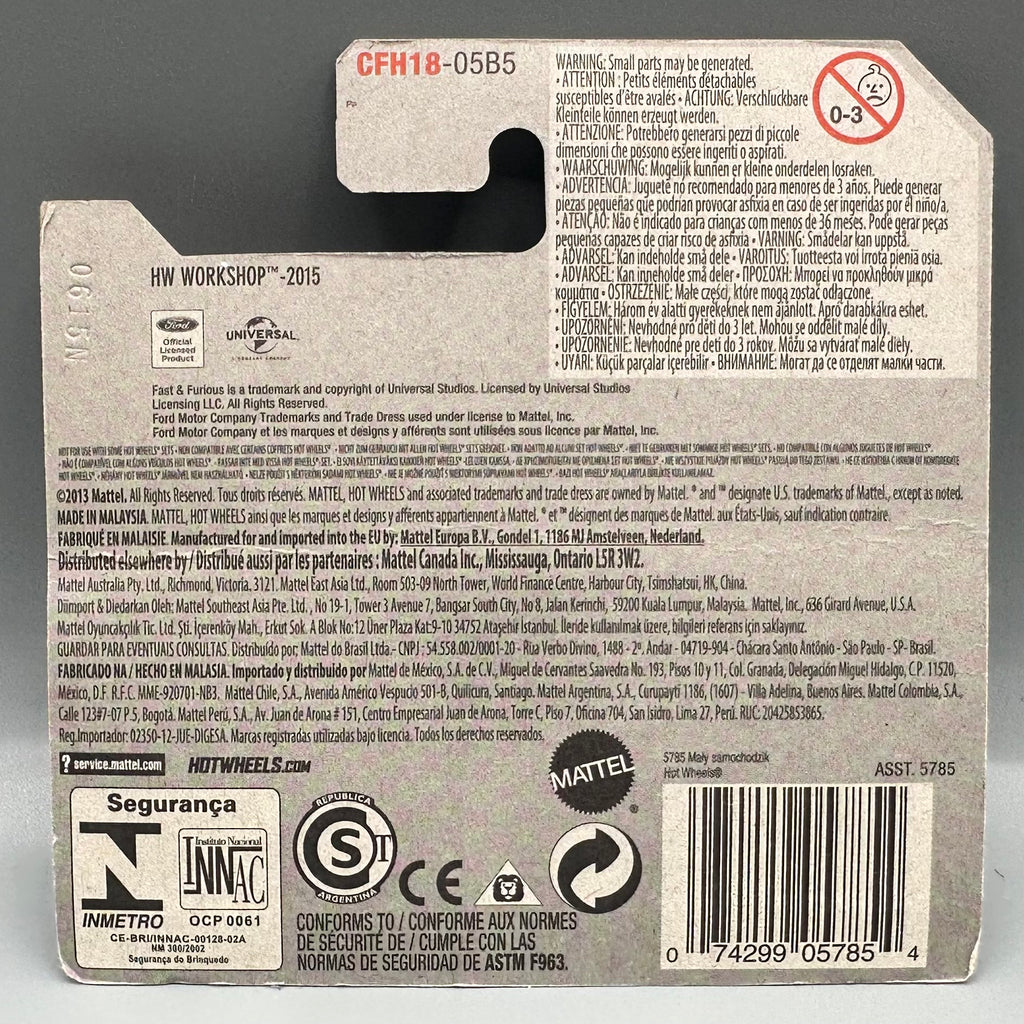 CFH18-05B5
WARNING: Small parts may be generated.
• ATTENTION : Petits éléments détachables
susceptibles d'être avalés • ACHTUNG: Verschluckbare
Kleinteile können erzeugt werden.
• ATTENZIONE: Potrebbero generarsi pezzi di piccole
dimensioni che possono essere ingeriti o aspirati.
• WAARSCHUWING: Mogelijk kunnen er kleine onderdelen losraken.
• ADVERTENCIA: Juguete no recomendado para menores de 3 años. Puede generar
piezas pequeñas que podrían provocar asfixia en caso de ser ingeridas por el niño/a.
• ATENÇÃO: Não é indicado para crianças com menos de 36 meses. Pode gerar peças
pequenas capazes de criar risco de asfixia • VARNING: Smådelar kan uppstå.
• ADVARSEL: Kan indeholde små dele • VAROITUS: Tuotteesta voi irrota pieniä osia.
• ADVARSEL: Kan inneholde små deler • ΠΡΟΣΟΧΗ: Μπορεί να προκληθούν μικρά
κομμάτια • OSTRZEŻENIE: Małe części, które mogą zostać odłączone.
• FIGYELEM: Három év alatti gyerekeknek nem ajánlott. Apró darabkákra eshet.
• UPOZORNĚNÍ: Nevhodné pro děti do 3 let. Mohou se oddělit malé díly.
• UPOZORNENIE: Nevhodné pre deti do 3 rokov. Môžu sa vytvárať malé diely.
• UYARI: Küçük parçalar içerebilir • ВНИМАНИЕ: Могат да се отделят малки части.
0-3
06153N
HW WORKSHOP™-2015
Ford
Official
Licensed
Product
UNIVERSAL
Fast & Furious is a trademark and copyright of Universal Studios. Licensed by Universal Studios
Licensing LLC. All Rights Reserved.
Ford Motor Company Trademarks and Trade Dress used under license to Mattel, Inc.
Ford Motor Company et les marques et designs y afférents sont utilisées sous licence par Mattel, Inc.
NOT FOR USE WITH SOME HOT WHEELS® SETS. • NON COMPATIBLE AVEC CERTAINS COFFRETS HOT WHEELS®. • NICHT ZUM GEBRAUCH MIT ALLEN HOT WHEELS® SETS GEEIGNET.
©2013 Mattel. All Rights Reserved. Tous droits réservés. MATTEL, HOT WHEELS and associated trademarks and trade dress are owned by Mattel. ® and ™ designate U.S. trademarks of Mattel, except as noted.
MADE IN MALAYSIA. MATTEL, HOT WHEELS ainsi que les marques et designs y afférents appartiennent à Mattel. ® et ™ désignent des marques de Mattel. aux États-Unis, sauf indication contraire.
FABRIQUÉ EN MALAISIE. Manufactured for and imported into the EU by: Mattel Europa B.V., Gondel 1, 1186 MJ Amstelveen, Nederland.
Distributed elsewhere by / Distribué aussi par les partenaires : Mattel Canada Inc., Mississauga, Ontario L5R 3W2.
Mattel Australia Pty. Ltd., Richmond, Victoria. 3121. Mattel East Asia Ltd., Room 503-09 North Tower, World Finance Centre, Harbour City, Tsimshatsui, HK, China.
Diimport & Diedarkan Oleh: Mattel Southeast Asia Pte. Ltd., No 19-1, Tower 3 Avenue 7, Bangsar South City, No 8, Jalan Kerinchi, 59200 Kuala Lumpur, Malaysia. Mattel, Inc., 636 Girard Avenue, U.S.A.
Mattel Oyuncakçılık Tic. Ltd. Şti. İçerenköy Mah., Erkut Sok. A Blok No:12 Üner Plaza Kat:9-10 34752 Ataşehir İstanbul. İleride kullanılmak üzere, bilgileri referans için saklayınız.
GUARDAR PARA EVENTUAIS CONSULTAS. Distribuído por: Mattel do Brasil Ltda.- CNPJ : 54.558.002/0001-20 - Rua Verbo Divino, 1488 - 2º. Andar - 04719-904 - Chácara Santo Antônio - São Paulo - SP- Brasil.
FABRICADO NA / HECHO EN MALASIA. Importado y distribuido por Mattel de México, S.A. de C.V., Miguel de Cervantes Saavedra No. 193, Pisos 10 y 11, Col. Granada, Delegación Miguel Hidalgo, C.P. 11520,
México, D.F. R.F.C. MME-920701-NB3. Mattel Chile, S.A., Avenida Américo Vespucio 501-B, Quilicura, Santiago. Mattel Argentina, S.A., Curupaytí 1186, (1607) - Villa Adelina, Buenos Aires. Mattel Colombia, S.A.,
Calle 123#7-07 P.5, Bogotá. Mattel Perú, S.A., Av. Juan de Arona # 151, Centro Empresarial Juan de Arona, Torre C, Piso 7, Oficina 704, San Isidro, Lima 27, Perú. RUC: 20425853865.
Reg.Importador: 02350-12-JUE-DIGESA. Marcas registradas utilizadas bajo licencia. Todos los derechos reservados.
? service.mattel.com
HOTWHEELS.COM
MATTEL®
5785 Mały samochodzik
Hot Wheels®
ASST. 5785
Segurança
INMETRO
Instituto Nacional
INNAC
OCP 0061
CE-BRI/INNAC-00128-02A
NM 300/2002
Segurança do Brinquedo
REPUBLICA
S T
ARGENTINA
CE
CONFORMS TO / CONFORME AUX NORMES
DE SÉCURITÉ DE / CUMPLE CON LAS
NORMAS DE SEGURIDAD DE ASTM F963.
0 74299 05785 4